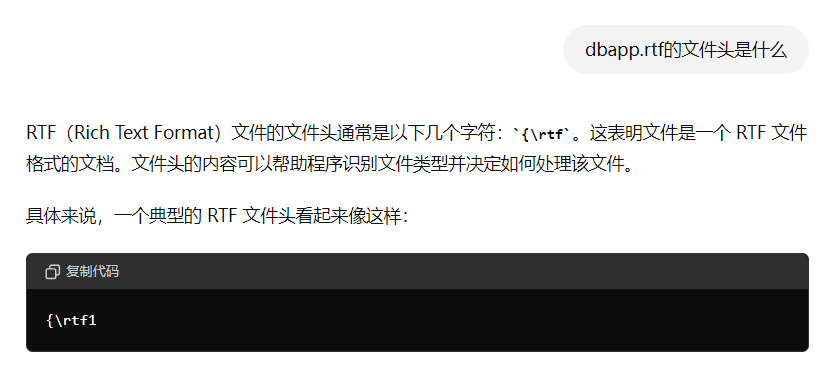 dbapp.rtf的文件头是什么
RTF（Rich Text Format）文件的文件头通常是以下几个字符：`{\rtf`。这表明文件是一个 RTF 文件
格式的文档。文件头的内容可以帮助程序识别文件类型并决定如何处理该文件。
具体来说，一个典型的 RTF 文件头看起来像这样：
复制代码
{\rtf1